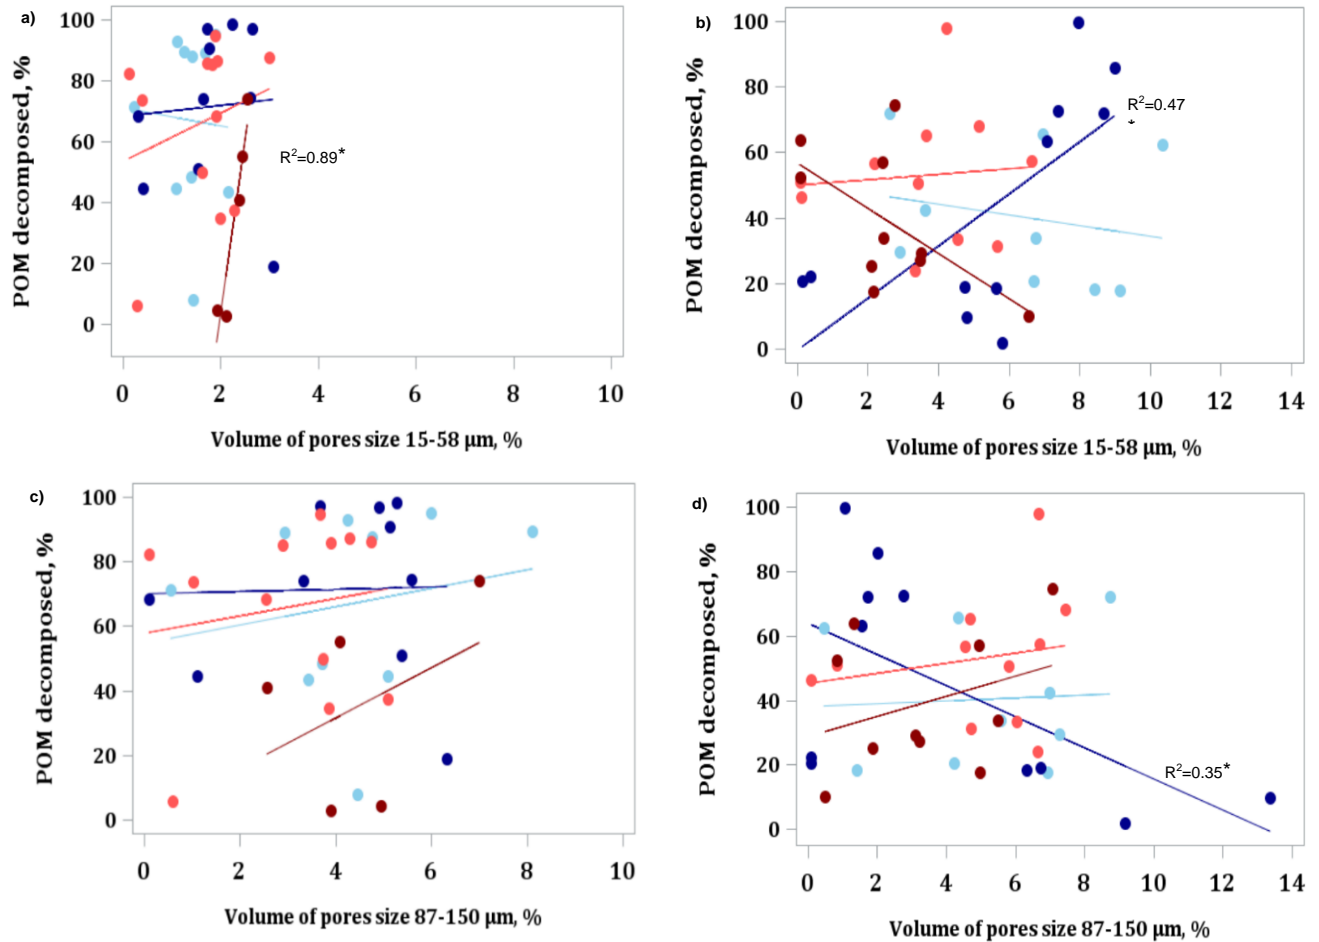 a)
POM decomposed, %
100
80
60
40
20
0
R²=0.89*
0 2 4 6 8 10
Volume of pores size 15-58 µm, %
b)
POM decomposed, %
100
80
60
40
20
0
R²=0.47
*
0 2 4 6 8 10 12 14
Volume of pores size 15-58 µm, %
c)
POM decomposed, %
100
80
60
40
20
0
0 2 4 6 8 10
Volume of pores size 87-150 µm, %
d)
POM decomposed, %
100
80
60
40
20
0
R²=0.35*
0 2 4 6 8 10 12 14
Volume of pores size 87-150 µm, %